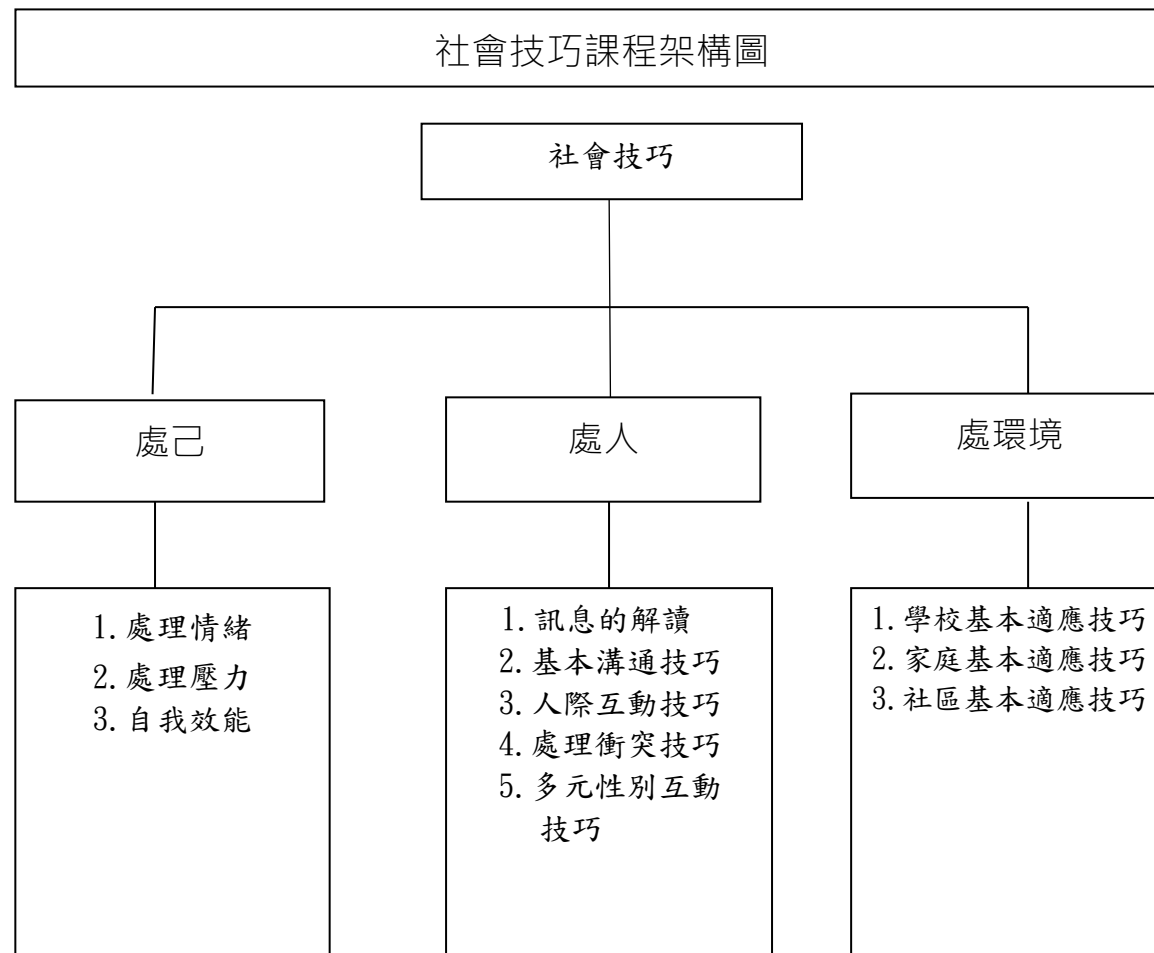 社會技巧課程架構圖
社會技巧
處己
處人
處環境
1.處理情緒
2.處理壓力
3.自我效能
1.訊息的解讀
2.基本溝通技巧
3.人際互動技巧
4.處理衝突技巧
5.多元性別互動
技巧
1.學校基本適應技巧
2.家庭基本適應技巧
3.社區基本適應技巧